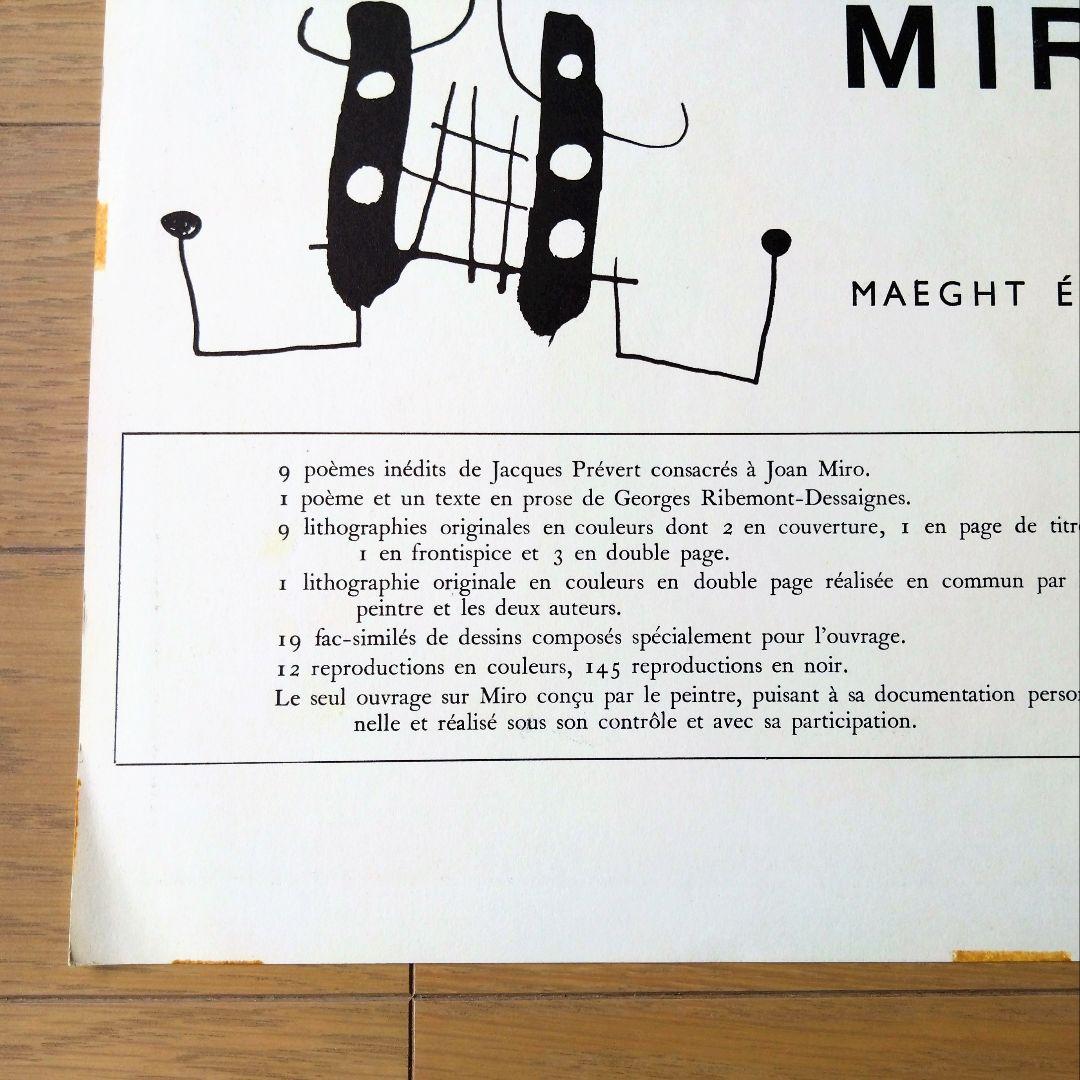 MIR
MAEGHT É
9 poèmes inédits de Jacques Prévert consacrés à Joan Miro.
1 poème et un texte en prose de Georges Ribemont-Dessaignes.
9 lithographies originales en couleurs dont 2 en couverture, 1 en page de titre
1 en frontispice et 3 en double page.
1 lithographie originale en couleurs en double page réalisée en commun par
peintre et les deux auteurs.
19 fac-similés de dessins composés spécialement pour l'ouvrage.
12 reproductions en couleurs, 145 reproductions en noir.
Le seul ouvrage sur Miro conçu par le peintre, puisant à sa documentation person
nelle et réalisé sous son contrôle et avec sa participation.